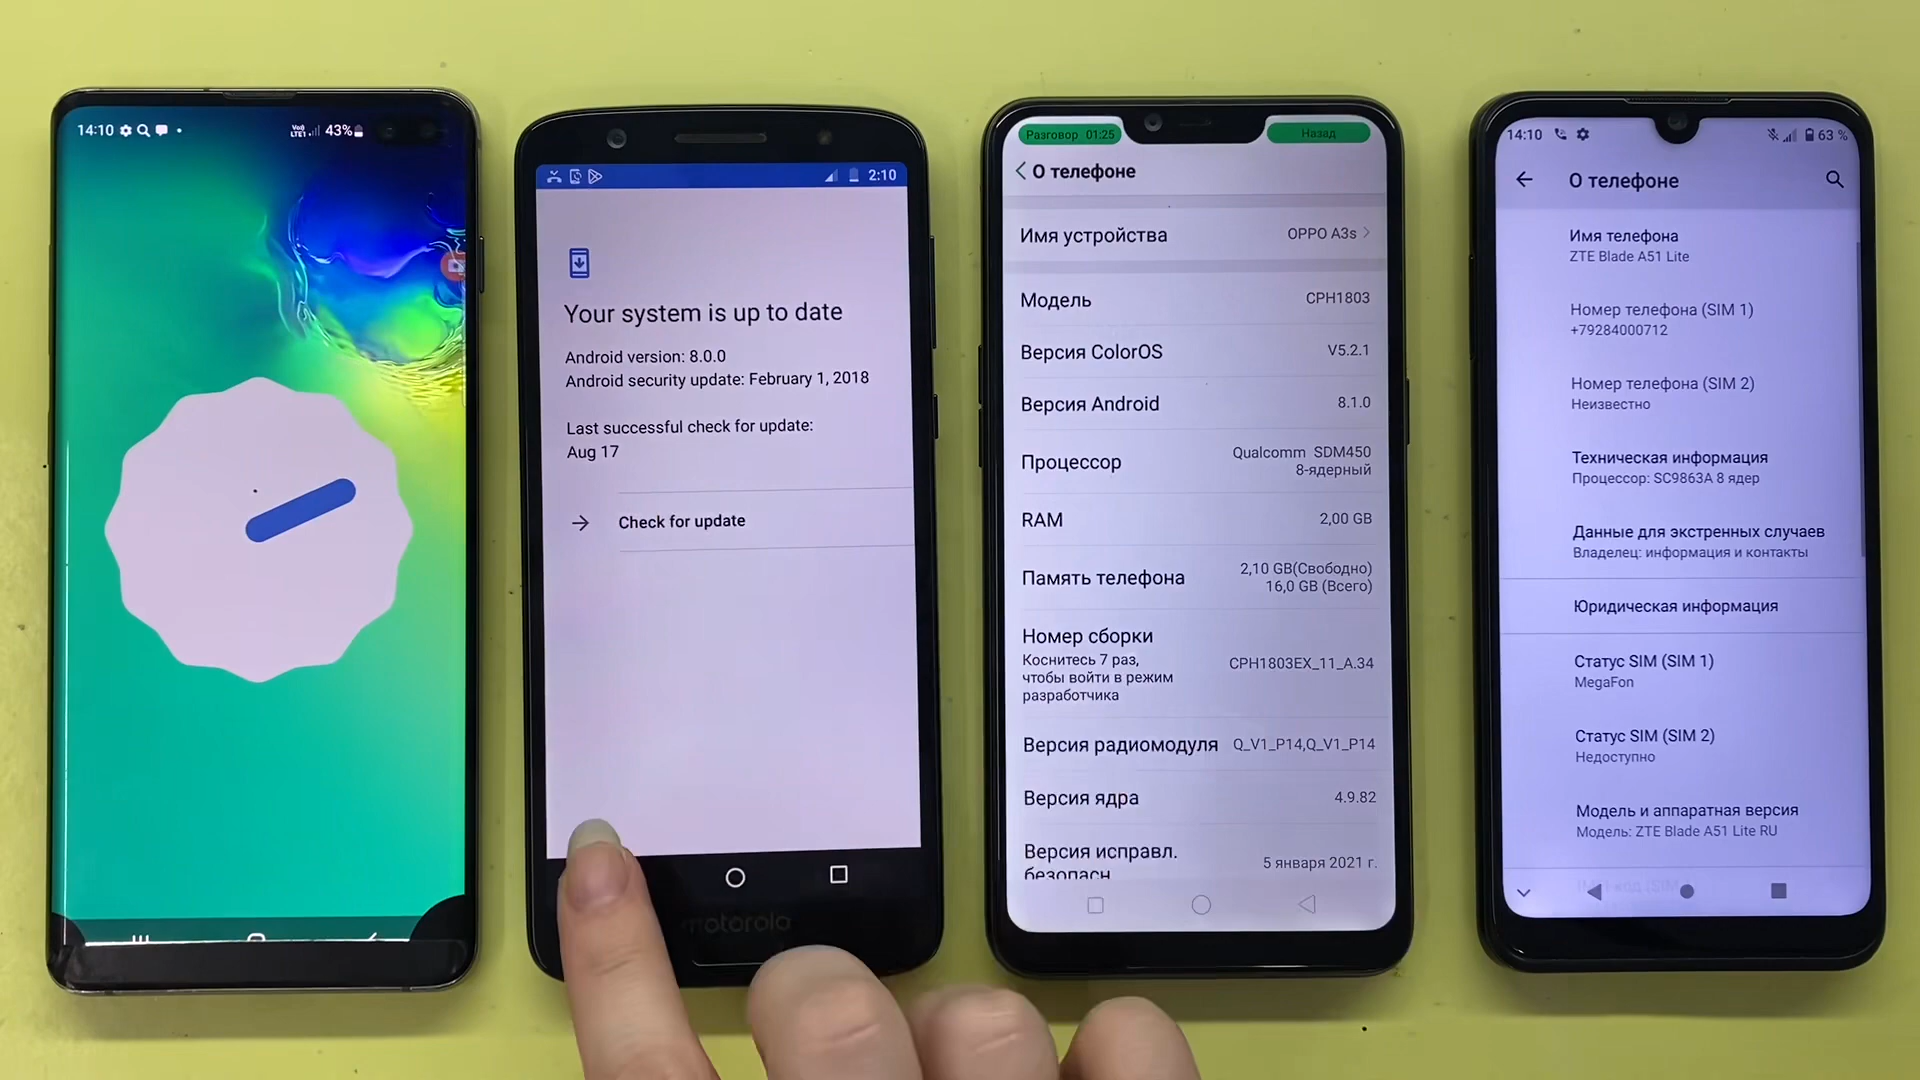 14:10
43%
2:10
Your system is up to date
Android version: 8.0.0
Android security update: February 1, 2018
Last successful check for update:
Aug 17
Check for update
motorola
Разговор 01:25
Назад
О телефоне
Имя устройства OPPO A3s
Модель CPH1803
Версия ColorOS V5.2.1
Версия Android 8.1.0
Процессор Qualcomm SDM450
8-ядерный
RAM 2,00 GB
Память телефона 2,10 GB(Свободно)
16,0 GB (Всего)
Номер сборки
Коснитесь 7 раз,
чтобы войти в режим
разработчика
CPH1803EX_11_A.34
Версия радиомодуля Q_V1_P14,Q_V1_P14
Версия ядра 4.9.82
Версия исправл.
безопасн
5 января 2021 г.
14:10
63 %
О телефоне
Имя телефона
ZTE Blade A51 Lite
Номер телефона (SIM 1)
+79284000712
Номер телефона (SIM 2)
Неизвестно
Техническая информация
Процессор: SC9863A 8 ядер
Данные для экстренных случаев
Владелец: информация и контакты
Юридическая информация
Статус SIM (SIM 1)
MegaFon
Статус SIM (SIM 2)
Недоступно
Модель и аппаратная версия
Модель: ZTE Blade A51 Lite RU